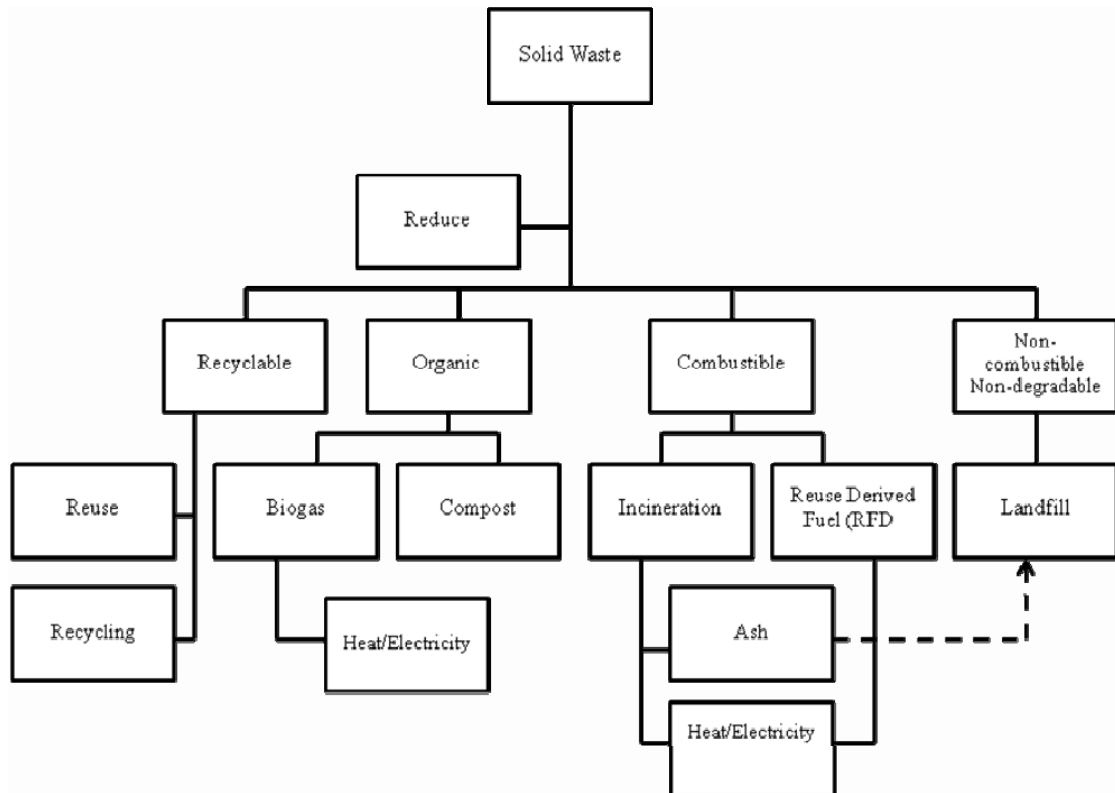 Solid Waste
Reduce
Recyclable
Organic
Combustible
Non-
combustible
Non-degradable
Reuse
Biogas
Compost
Incineration
Reuse Derived
Fuel (RFD
Landfill
Recycling
Heat/Electricity
Ash
Heat/Electricity